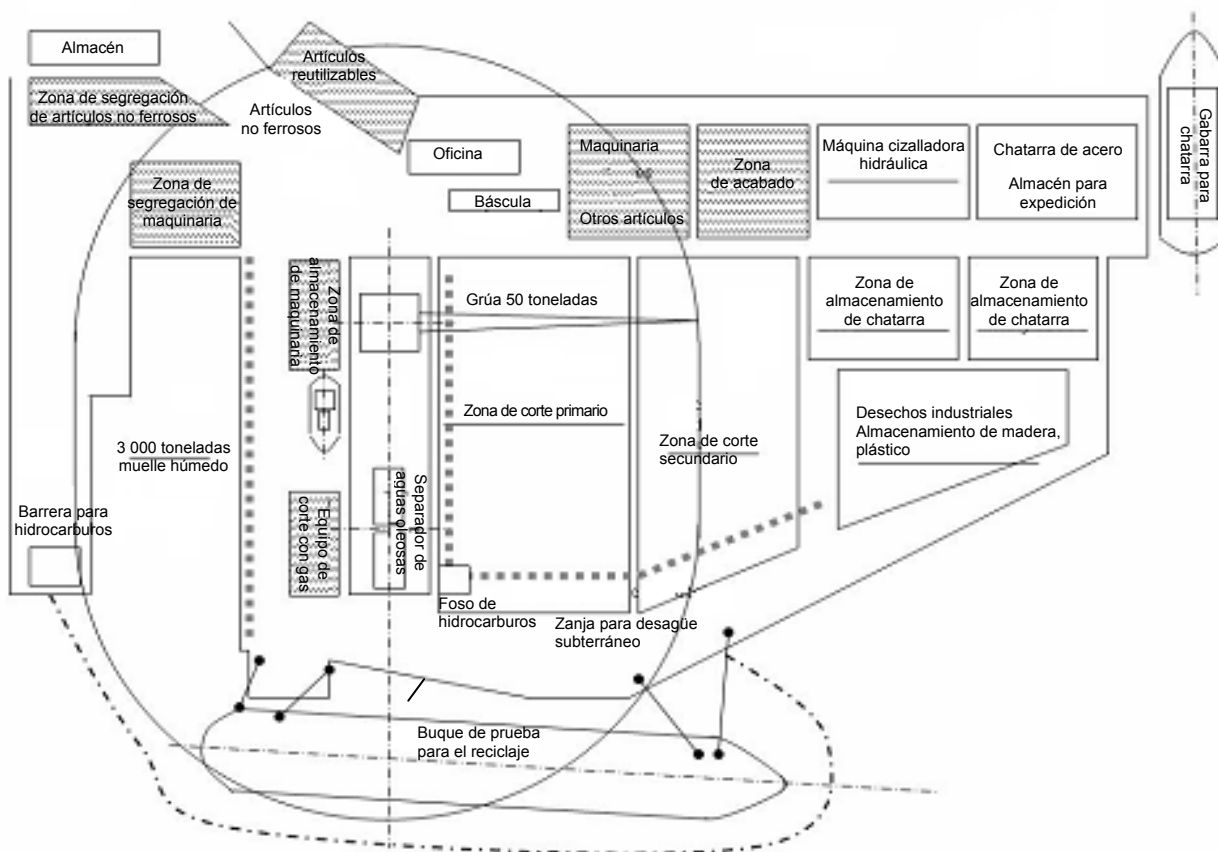 Almacén
Zona de segregación
de artículos no ferrosos
Artículos
reutilizables
Artículos
no ferrosos
Oficina
Báscula
Zona de
segregación de
maquinaria
Maquinaria
Otros artículos
Zona
de acabado
Máquina cizalladora
hidráulica
Chatarra de acero
Almacén para
expedición
Gabarra para
chatarra
Zona de
almacenamiento
de maquinaria
Grúa 50 toneladas
Zona de
almacenamiento
de chatarra
Zona de
almacenamiento
de chatarra
Zona de corte primario
Zona de corte
secundario
Desechos industriales
Almacenamiento de madera,
plástico
3 000 toneladas
muelle húmedo
Barrera para
hidrocarburos
Equipo de
corte con gas
Separador de
aguas oleosas
Foso de
hidrocarburos
Zanja para desagüe
subterráneo
Buque de prueba
para el reciclaje